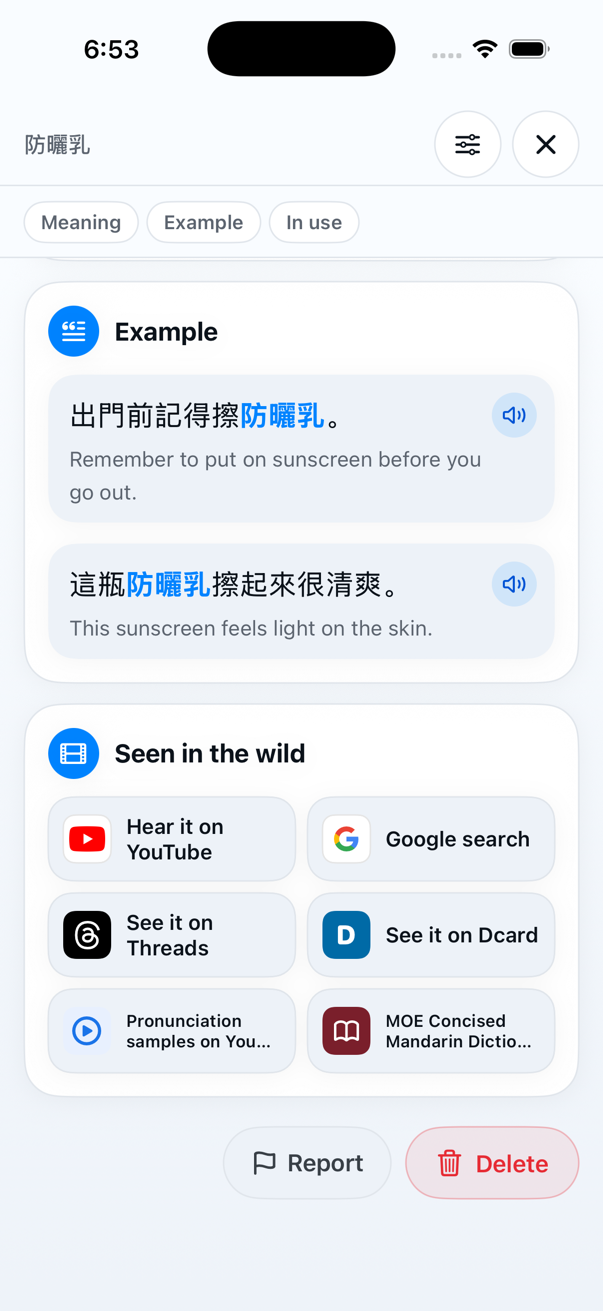 6:53
防曬乳
Meaning
Example
In use
Example
出門前記得擦防曬乳。
Remember to put on sunscreen before you
go out.
這瓶防曬乳擦起來很清爽。
This sunscreen feels light on the skin.
Seen in the wild
Hear it on
YouTube
Google search
See it on
Threads
D
See it on Dcard
Pronunciation
samples on You...
MOE Concised
Mandarin Dictio...
Report
Delete